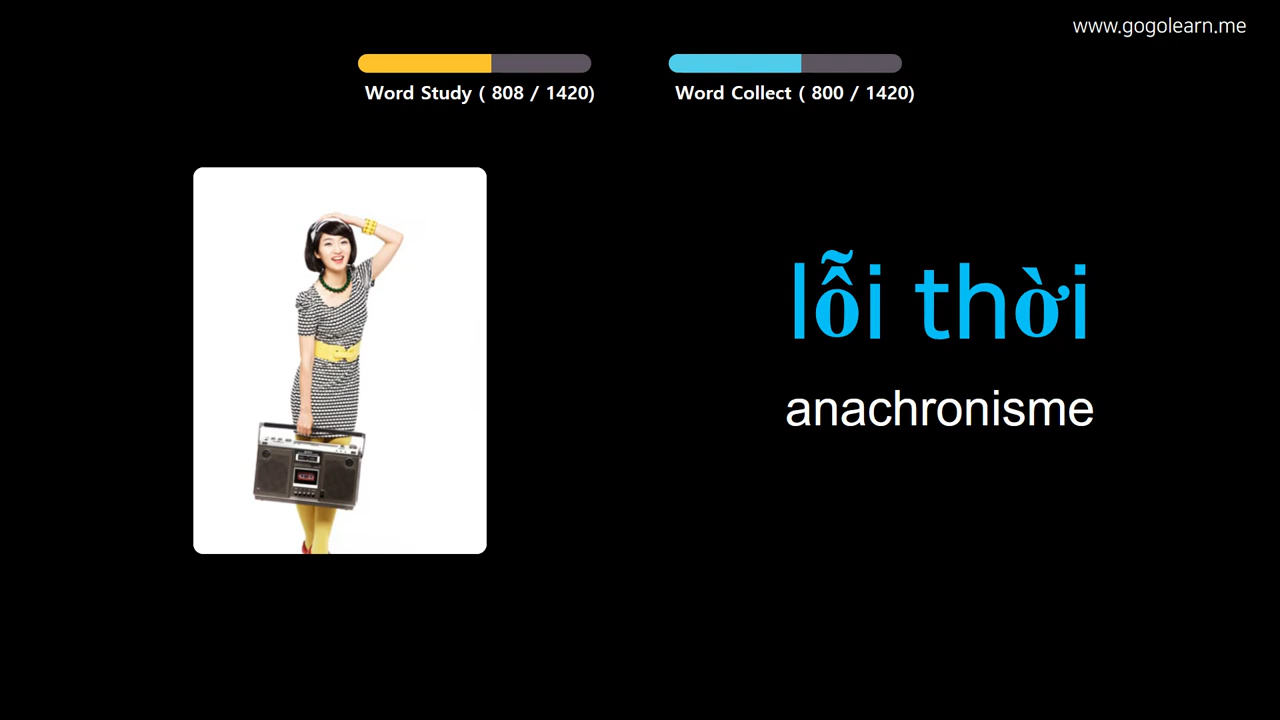 www.gogolearn.me
Word Study ( 808 / 1420)
Word Collect ( 800 / 1420)
lỗi thời
anachronisme